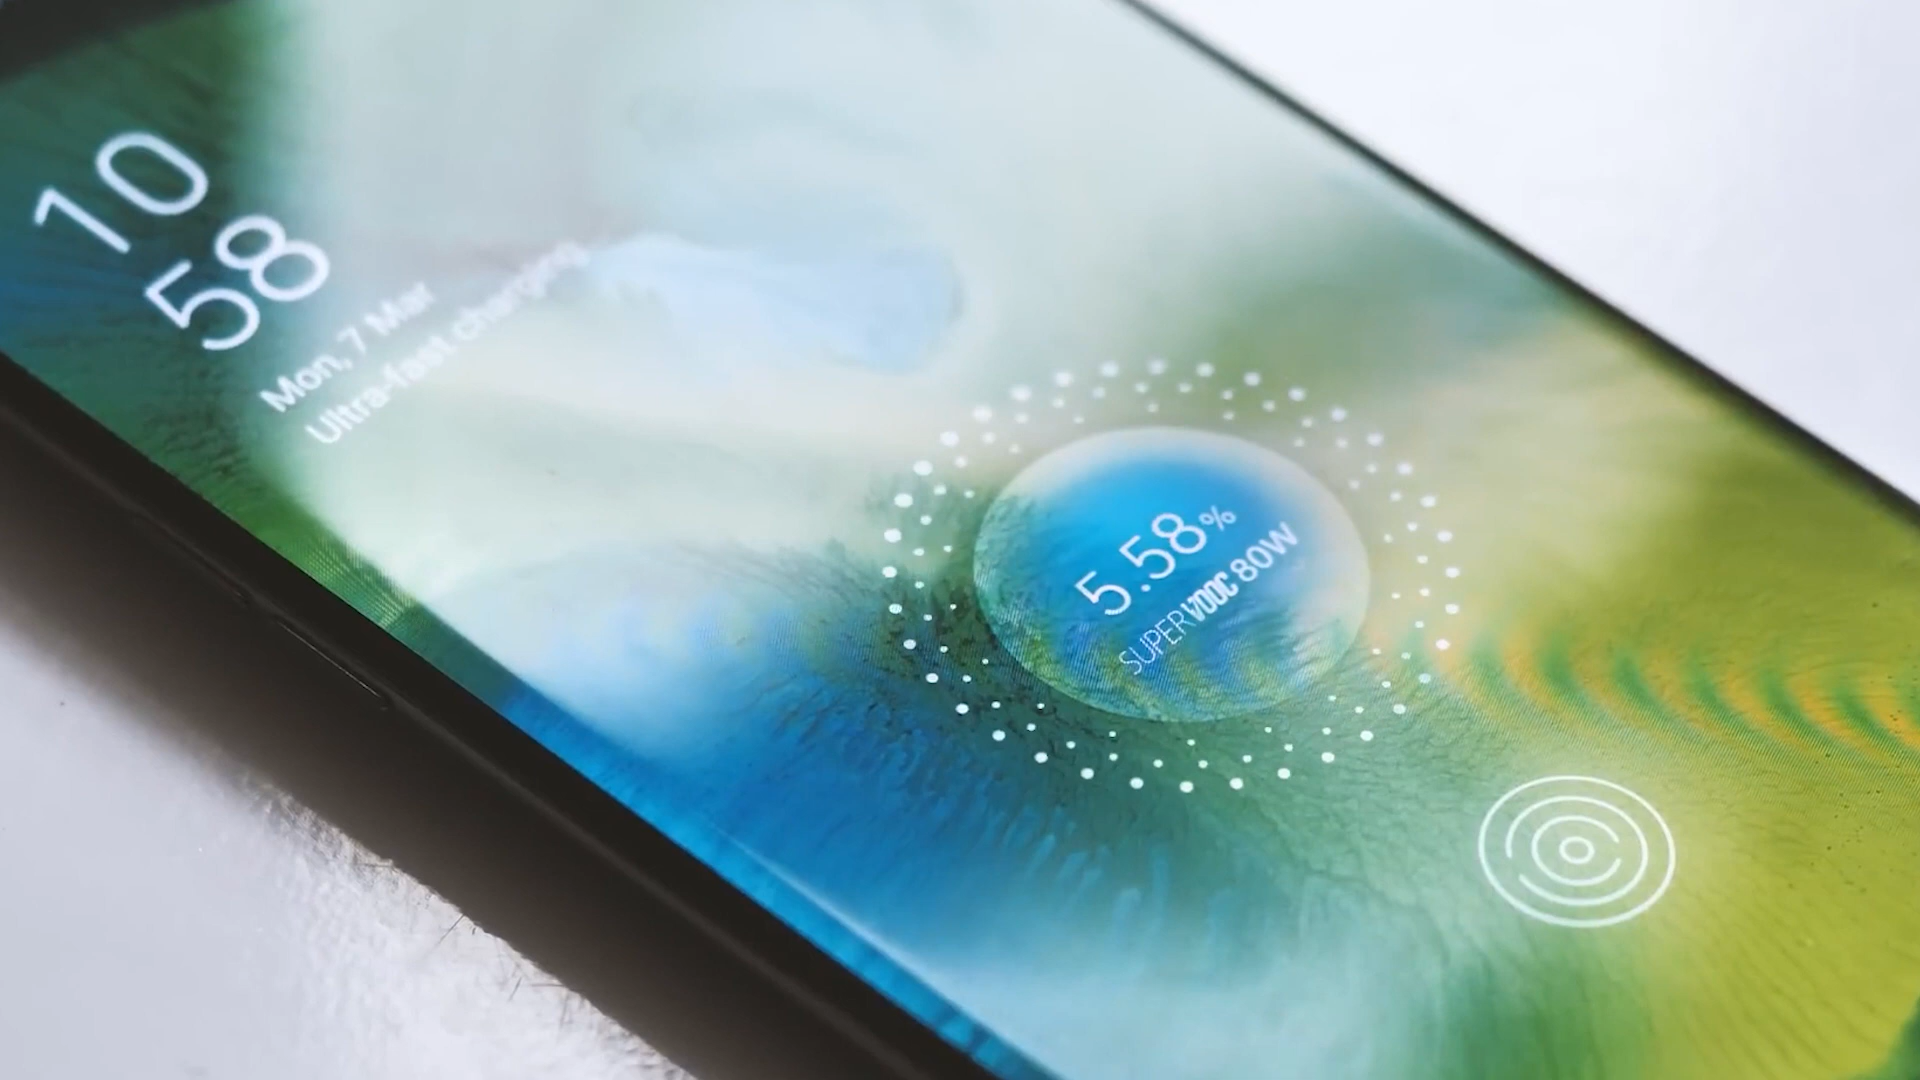 10
58
Mon, 7 Mar
Ultra-fast charging
5.58%
SUPERVOOC 80W